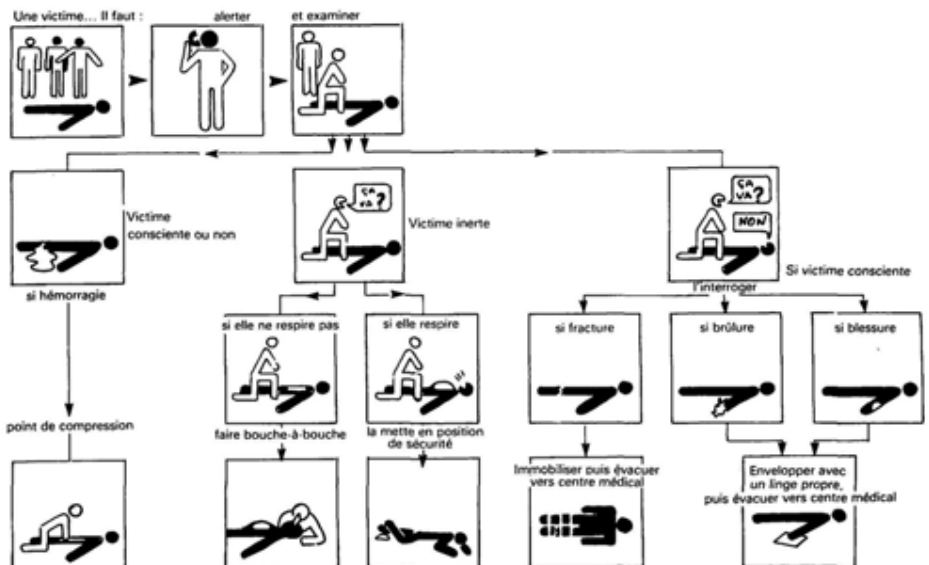 Une victime... Il faut :
alerter
et examiner
ÇA
VA?
ÇA
VA?
NON
Victime
consciente ou non
Victime inerte
Si victime consciente
si hémorragie
l'interroger
si elle ne respire pas
si elle respire
si fracture
si brûlure
si blessure
point de compression
faire bouche-à-bouche
la mette en position
de sécurité
Immobiliser puis évacuer
vers centre médical
Envelopper avec
un linge propre,
puis évacuer vers centre médical